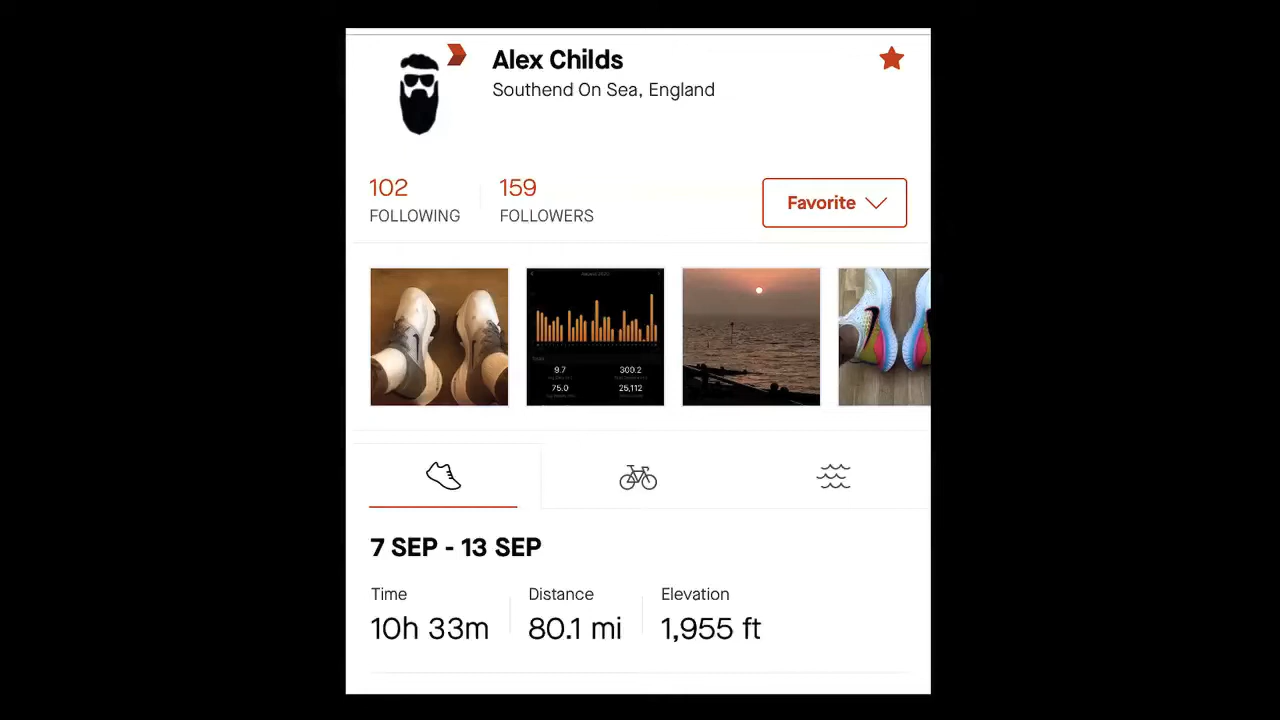 Alex Childs
Southend On Sea, England
102
FOLLOWING
159
FOLLOWERS
Favorite
9.7
300.2
75.0
25,112
7 SEP - 13 SEP
Time
10h 33m
Distance
80.1 mi
Elevation
1,955 ft